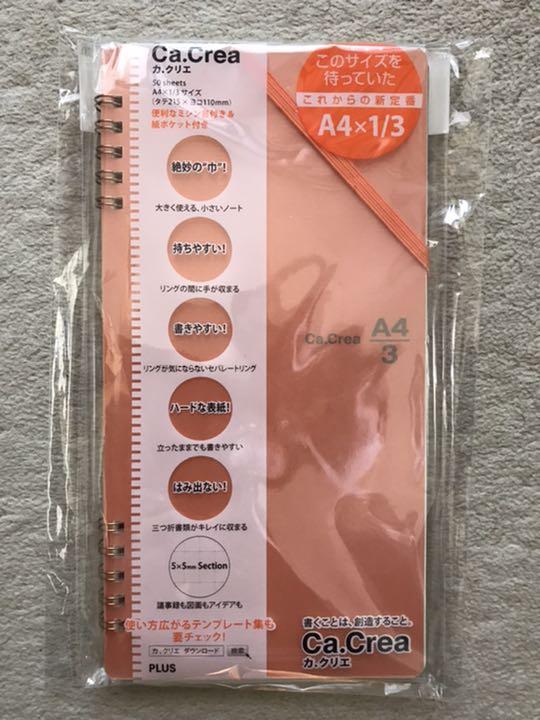 Ca.Crea
カ.クリエ
50 sheets
A4×1/3サイズ
(タテ215×ヨコ110mm)
便利なミシン目付き&
紙ポケット付き
このサイズを
待っていた
これからの新定番
A4×1/3
絶妙の"巾"!
大きく使える、小さいノート
持ちやすい!
リングの間に手が収まる
書きやすい!
リングが気にならないセパレートリング
ハードな表紙!
立ったままでも書きやすい
はみ出ない!
三つ折書類がキレイに収まる
5×5mm Section
議事録も図面もアイデアも
使い方広がるテンプレート集も
要チェック!
カ.クリエ ダウンロード 検索
PLUS
Ca.Crea A4
3
書くことは、創造すること。
Ca.Crea
カ.クリエ